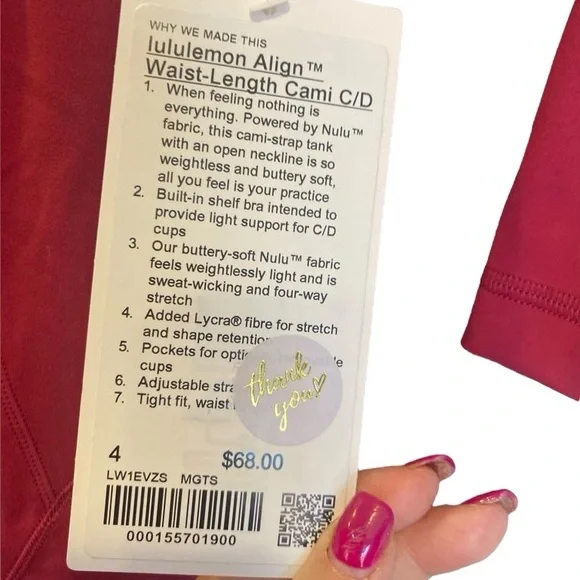 WHY WE MADE THIS
lululemon Align™
Waist-Length Cami C/D
1. When feeling nothing is
everything. Powered by Nulu™
fabric, this cami-strap tank
with an open neckline is so
weightless and buttery soft,
all you feel is your practice
2. Built-in shelf bra intended to
provide light support for C/D
cups
3. Our buttery-soft Nulu™ fabric
feels weightlessly light and is
sweat-wicking and four-way
stretch
4. Added Lycra® fibre for stretch
and shape
5. Pockets for
cups
6. Adjustable
7. Tight fit, waist
thank
you
4 $68.00
LW1EVZS MGTS
000155701900